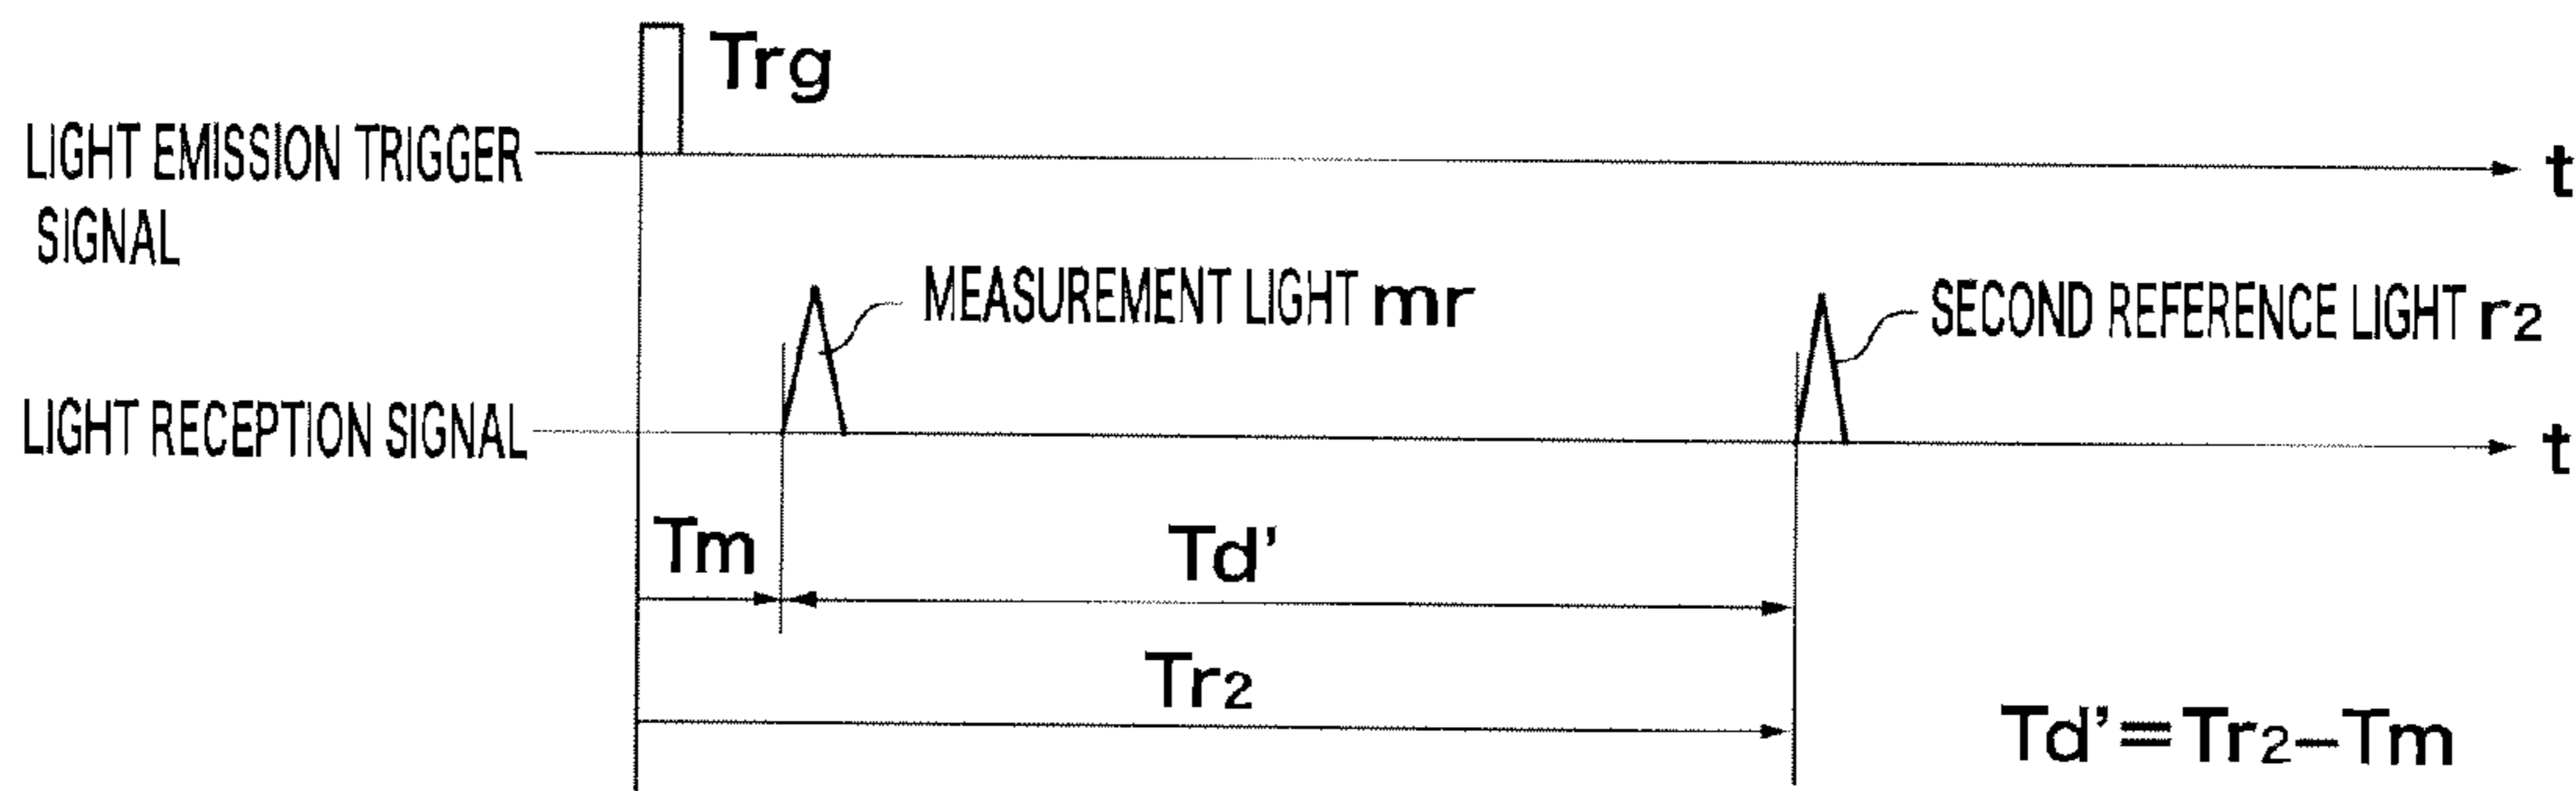 Trg
LIGHT EMISSION TRIGGER
SIGNAL
t
MEASUREMENT LIGHT mr
SECOND REFERENCE LIGHT r2
LIGHT RECEPTION SIGNAL
t
Tm
Td'
Tr2
Td'=Tr2-Tm